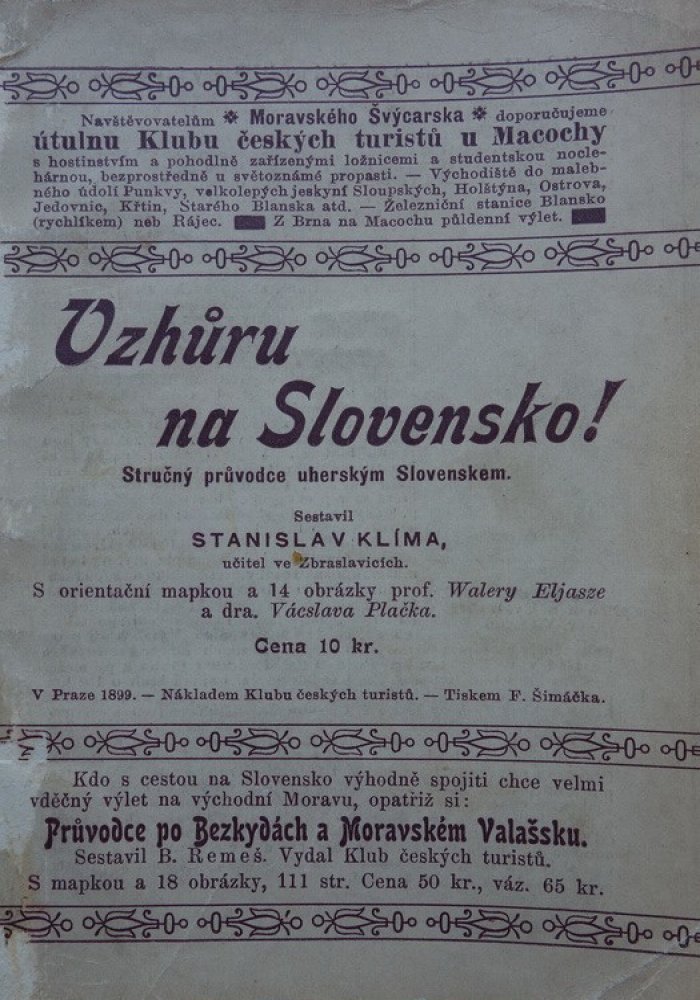 Navštěvovatelům * Moravského Švýcarska * doporučujeme
útulnu Klubu českých turistů u Macochy
s hostinstvím a pohodlně zařízenými ložnicemi a studentskou nocle-
hárnou, bezprostředně u světoznámé propasti. — Východiště do maleb-
ného údolí Punkvy, velkolepých jeskyní Sloupských, Holštýna, Ostrova,
Jedovnic, Křtin, Starého Blanska atd. — Železniční stanice Blansko
(rychlíkem) neb Rájec. Z Brna na Macochu půldenní výlet.
Vzhůru
na Slovensko!
Stručný průvodce uherským Slovenskem.
Sestavil
STANISLAV KLÍMA,
učitel ve Zbraslavicích.
S orientační mapkou a 14 obrázky prof. Walery Eljasze
a dra. Vácslava Plačka.
Cena 10 kr.
V Praze 1899. — Nákladem Klubu českých turistů. — Tiskem F. Šimáčka.
Kdo s cestou na Slovensko výhodně spojiti chce velmi
vděčný výlet na východní Moravu, opatřiž si:
Průvodce po Bezkydách a Moravském Valašsku.
Sestavil B. Remeš. Vydal Klub českých turistů.
S mapkou a 18 obrázky, 111 str. Cena 50 kr., váz. 65 kr.